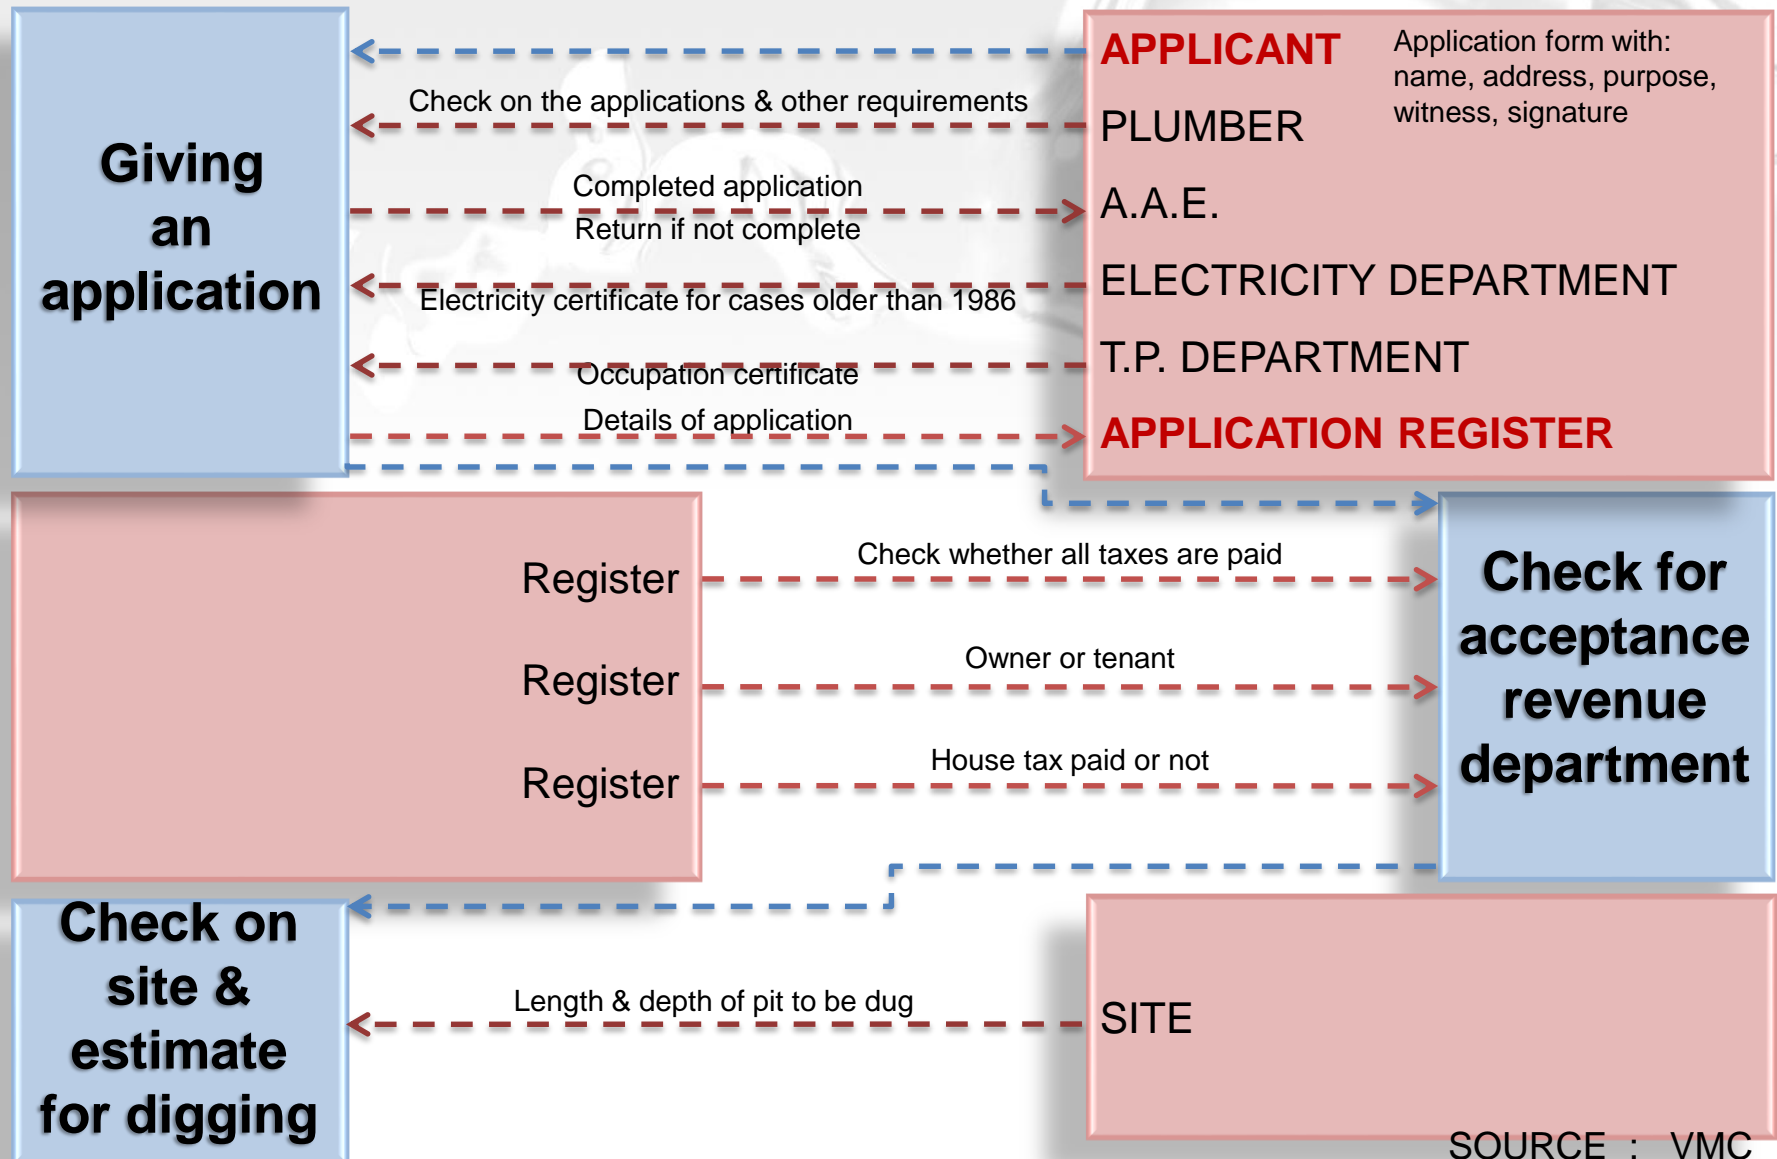 Giving
an
application
Check on the applications & other requirements
Completed application
Return if not complete
Electricity certificate for cases older than 1986
Occupation certificate
Details of application
APPLICANT
Application form with:
name, address, purpose,
witness, signature
PLUMBER
A.A.E.
ELECTRICITY DEPARTMENT
T.P. DEPARTMENT
APPLICATION REGISTER
Register
Register
Register
Check whether all taxes are paid
Owner or tenant
House tax paid or not
Check for
acceptance
revenue
department
Check on
site &
estimate
for digging
Length & depth of pit to be dug
SITE
SOURCE : VMC